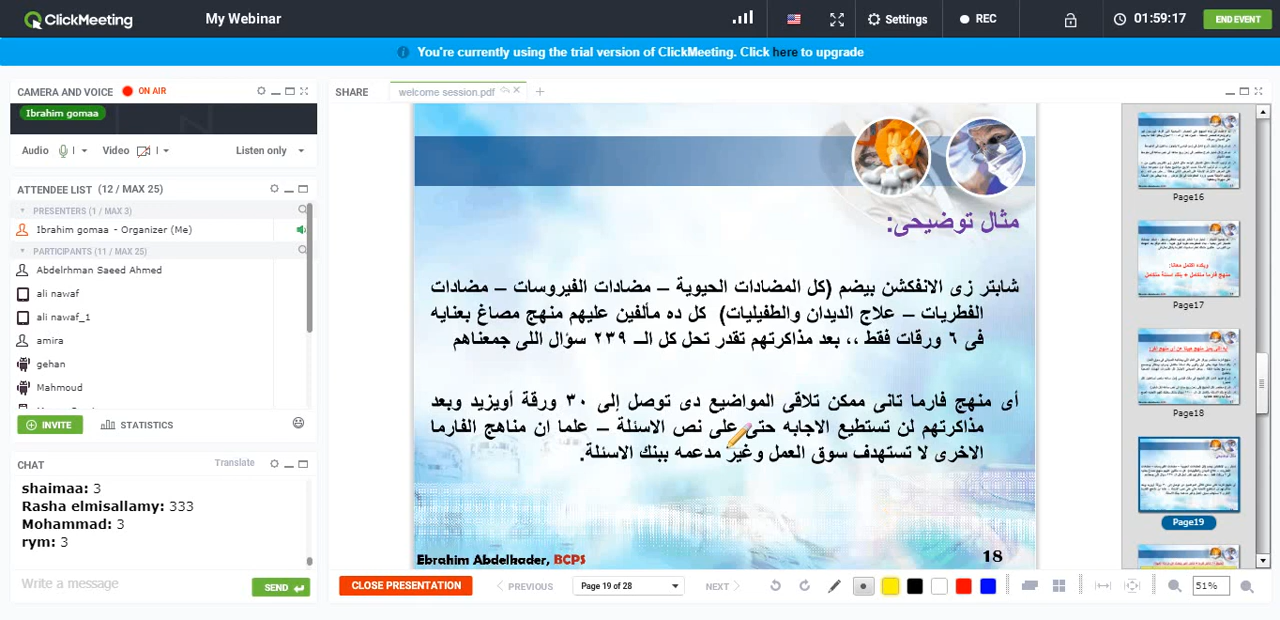 ClickMeeting
My Webinar
Settings
REC
01:59:17
END EVENT
You're currently using the trial version of ClickMeeting. Click here to upgrade
CAMERA AND VOICE
ON AIR
Ibrahim gomaa
Audio
Video
Listen only
ATTENDEE LIST (12 / MAX 25)
PRESENTERS (1 / MAX 3)
Ibrahim gomaa - Organizer (Me)
PARTICIPANTS (11 / MAX 25)
Abdelrhman Saeed Ahmed
ali nawaf
ali nawaf_1
amira
gehan
Mahmoud
INVITE
STATISTICS
CHAT
Translate
shaimaa: 3
Rasha elmisallamy: 333
Mohammad: 3
rym: 3
Write a message
SEND
SHARE
welcome session.pdf
مثال توضيحى:
شابتر زى الانفكشن بيضم (كل المضادات الحيوية – مضادات الفيروسات – مضادات
الفطريات – علاج الديدان والطفيليات) كل ده مألفين عليهم منهج مصاغ بعنايه
فى ٦ ورقات فقط ،، بعد مذاكرتهم تقدر تحل كل الـ ٢٣٩ سؤال اللى جمعناهم
أى منهج فارما تانى ممكن تلاقى المواضيع دى توصل إلى ٣٠ ورقة أويزيد وبعد
مذاكرتهم لن تستطيع الاجابه حتى على نص الاسئلة – علما ان مناهج الفارما
الاخرى لا تستهدف سوق العمل وغير مدعمه ببنك الاسئلة.
Ebrahim Abdelkader, BCPS
18
CLOSE PRESENTATION
PREVIOUS
Page 19 of 28
NEXT
51%
Page16
Page17
Page18
Page19